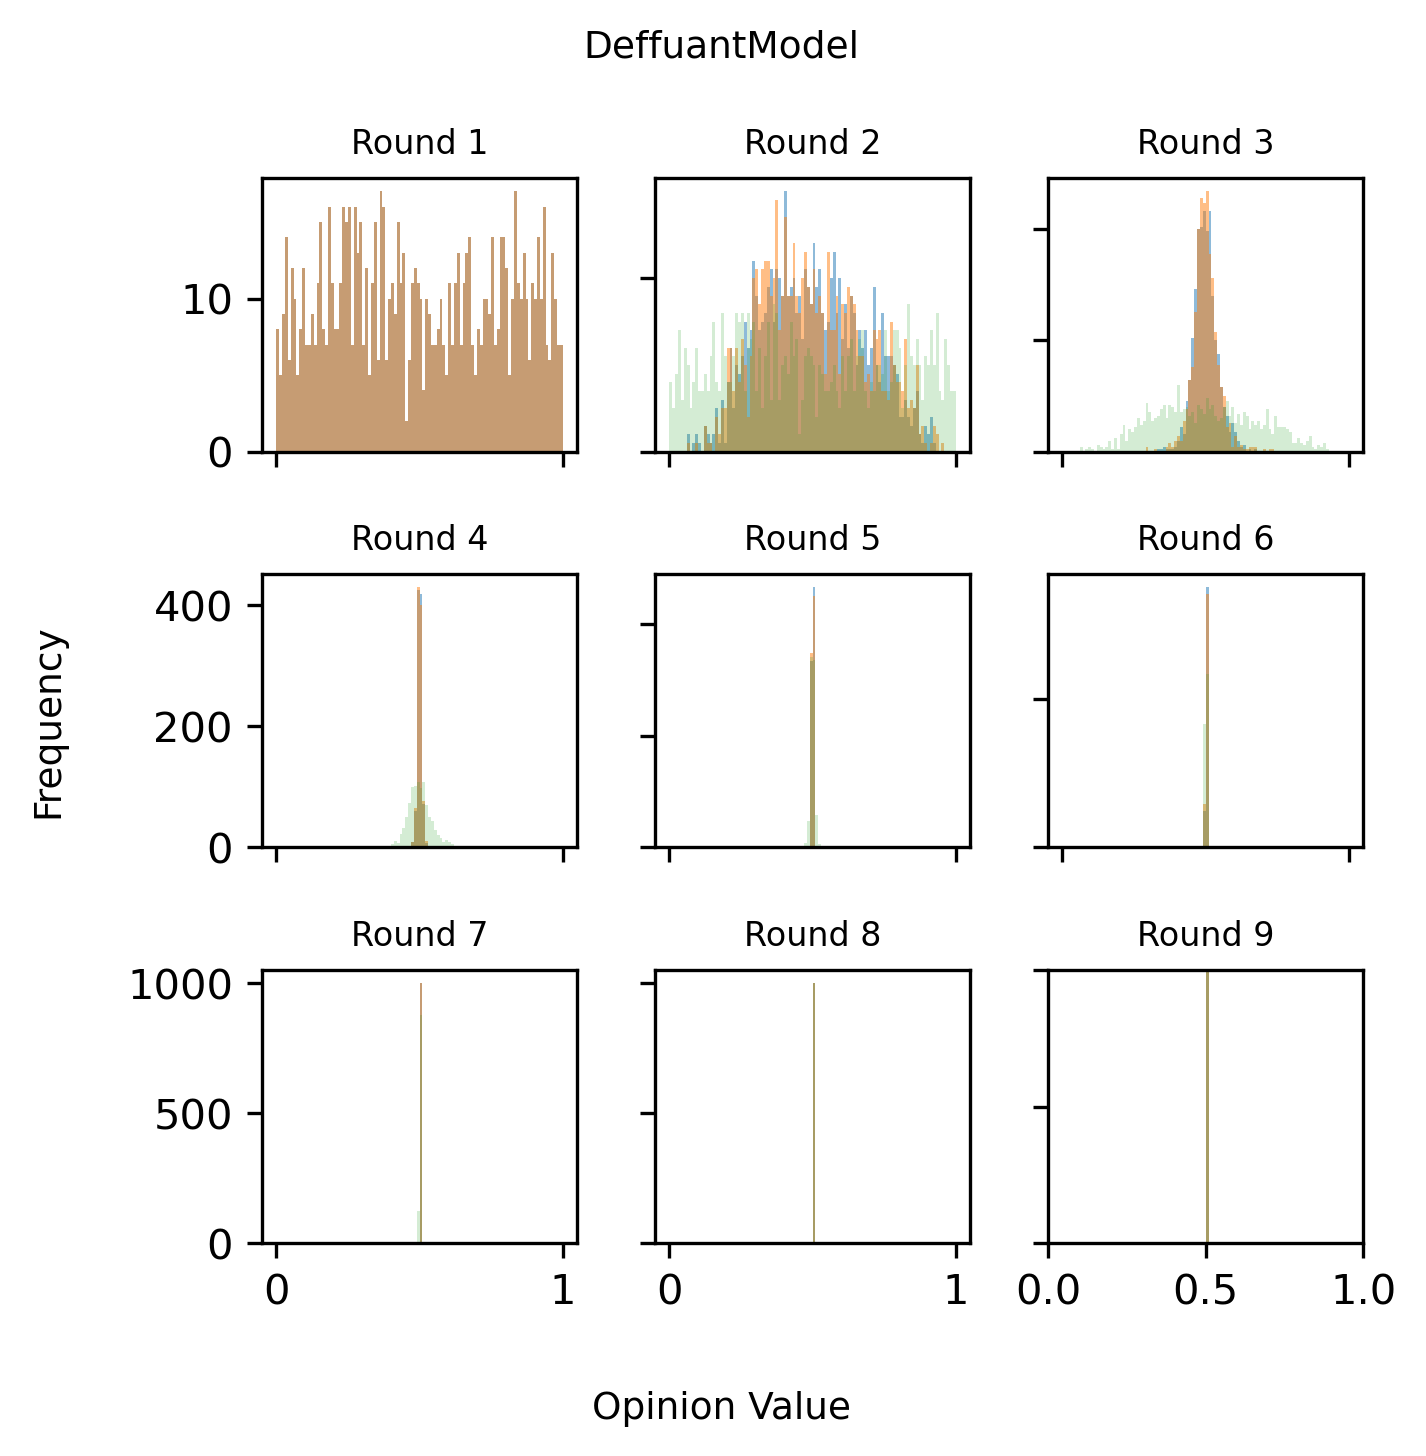 DeffuantModel
Round 1
Round 2
Round 3
10
0
Round 4
Round 5
Round 6
400
200
0
Frequency
Round 7
Round 8
Round 9
1000
500
0
0 1
0 1
0.0 0.5 1.0
Opinion Value